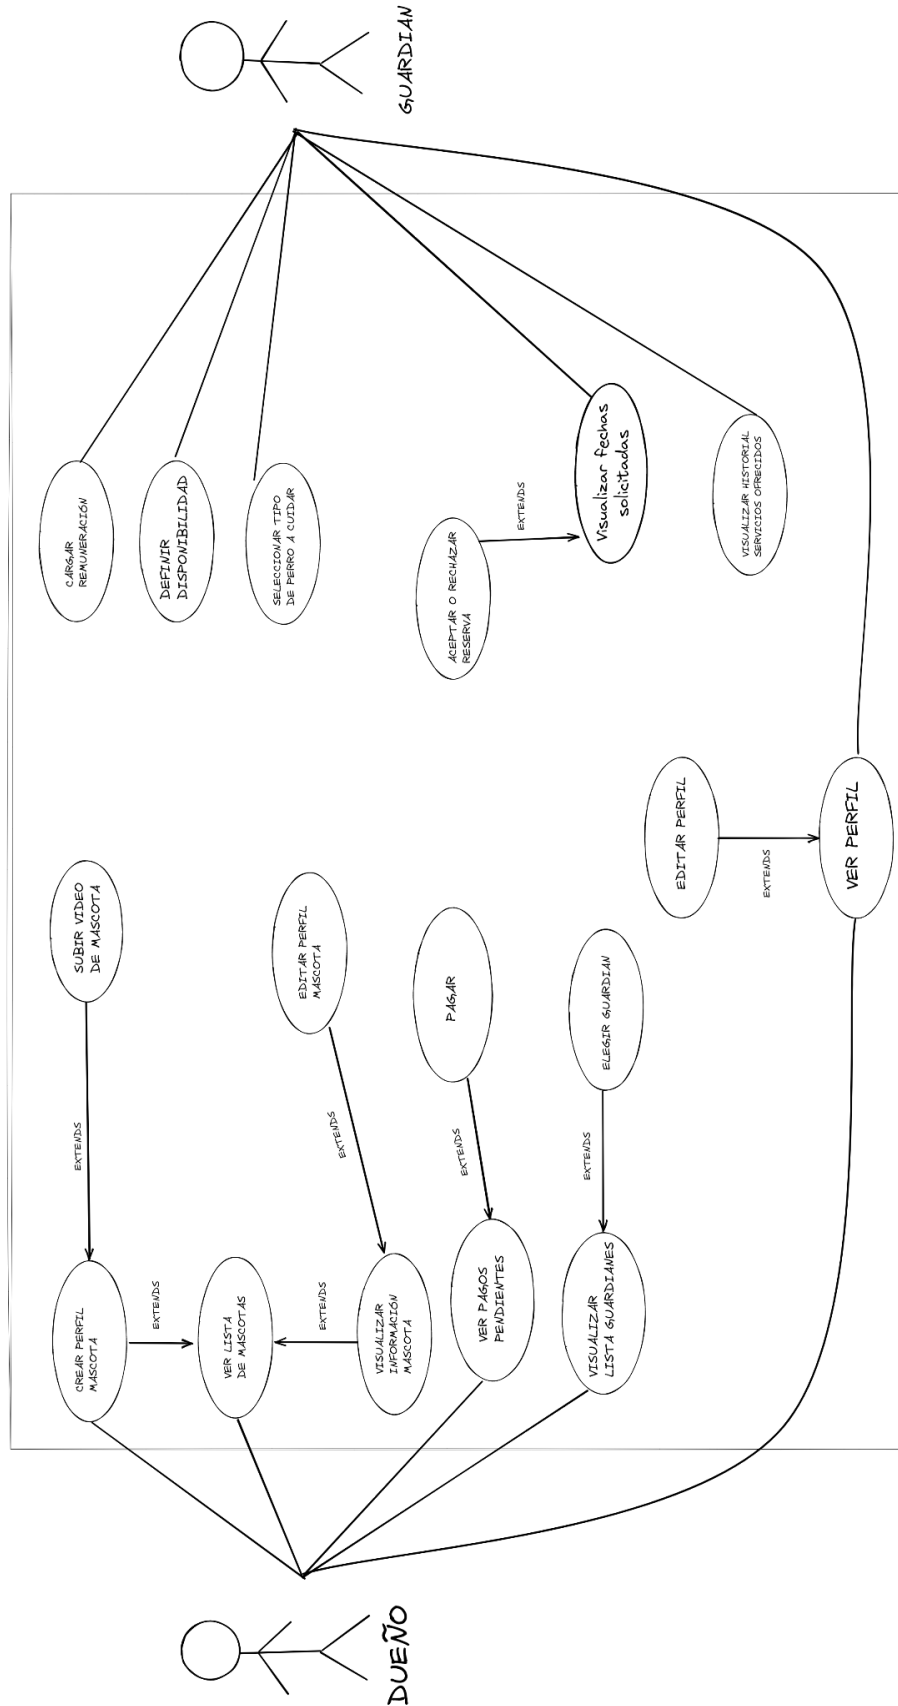 CREAR PERFIL
MASCOTA
EXTENDS
SUBIR VIDEO
DE MASCOTA
EXTENDS
VER LISTA
DE MASCOTAS
EXTENDS
VISUALIZAR
INFORMACIÓN
MASCOTA
EXTENDS
EDITAR PERFIL
MASCOTA
DUEÑO
VER PAGOS
PENDIENTES
EXTENDS
PAGAR
VISUALIZAR
LISTA GUARDIANES
EXTENDS
ELEGIR GUARDIAN
EDITAR PERFIL
EXTENDS
VER PERFIL
CARGAR
REMUNERACIÓN
DEFINIR
DISPONIBILIDAD
SELECCIONAR TIPO
DE PERRO A CUIDAR
GUARDIAN
ACEPTAR O RECHAZAR
RESERVA
EXTENDS
Visualizar fechas
solicitadas
VISUALIZAR HISTORIAL
SERVICIOS OFRECIDOS